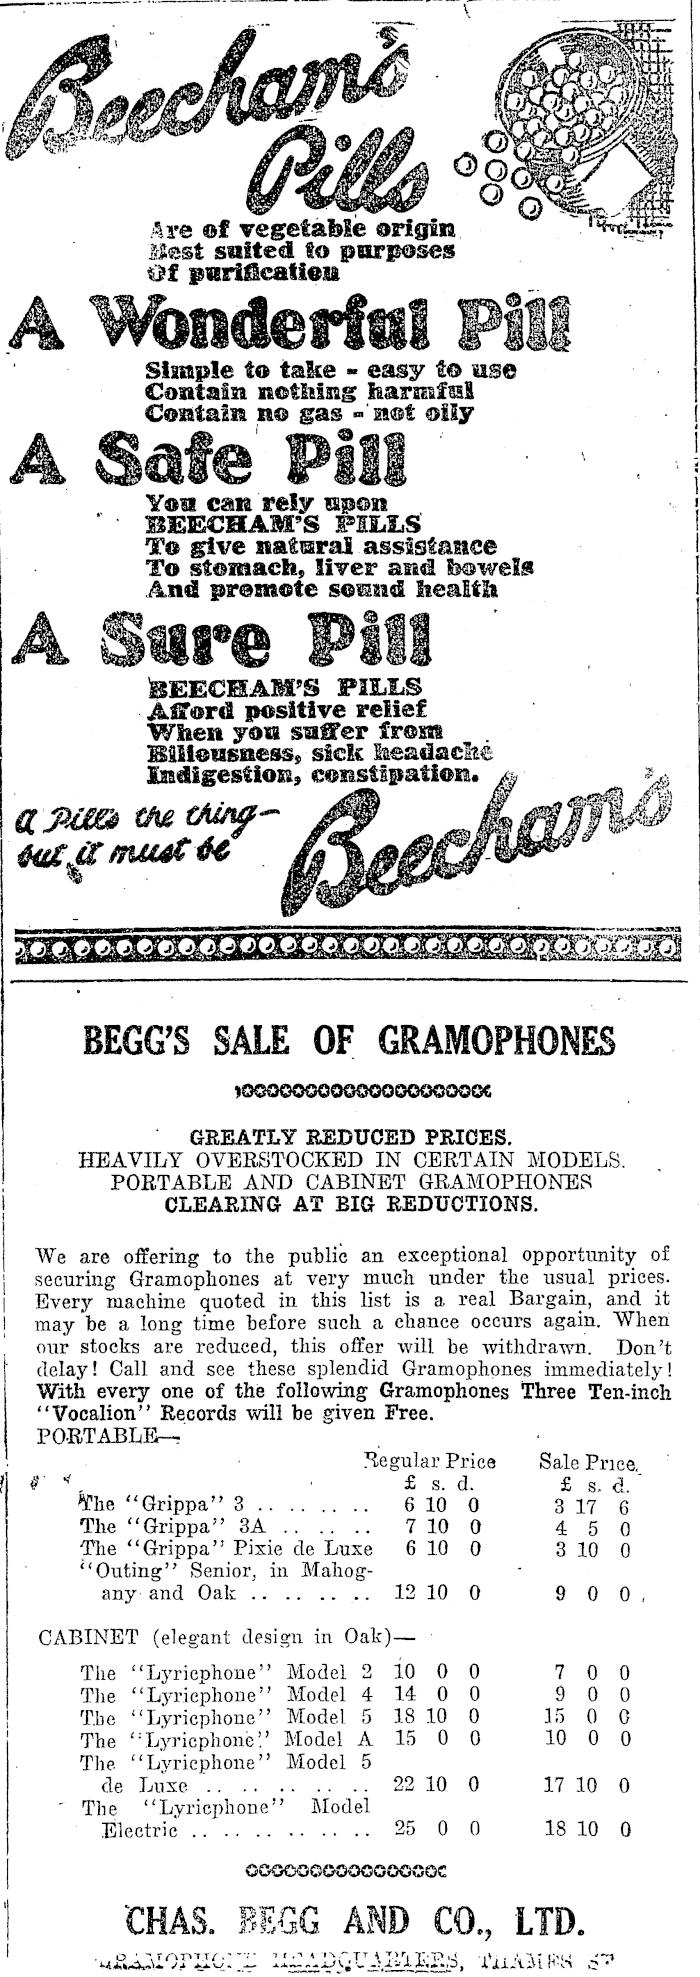 Beecham's
Pills
Are of vegetable origin
Best suited to purposes
Of purification
A Wonderful Pill
Simple to take - easy to use
Contain nothing harmful
Contain no gas - not oily
A Safe Pill
You can rely upon
BEECHAM'S PILLS
To give natural assistance
To stomach, liver and bowels
And promote sound health
A Sure Pill
BEECHAM'S PILLS
Afford positive relief
When you suffer from
Biliousness, sick headache
Indigestion, constipation.
A Pill's the thing—
but it must be
Beecham's
BEGG'S SALE OF GRAMOPHONES
GREATLY REDUCED PRICES.
HEAVILY OVERSTOCKED IN CERTAIN MODELS.
PORTABLE AND CABINET GRAMOPHONES
CLEARING AT BIG REDUCTIONS.
We are offering to the public an exceptional opportunity of
securing Gramophones at very much under the usual prices.
Every machine quoted in this list is a real Bargain, and it
may be a long time before such a chance occurs again. When
our stocks are reduced, this offer will be withdrawn. Don't
delay! Call and see these splendid Gramophones immediately!
With every one of the following Gramophones Three Ten-inch
"Vocalion" Records will be given Free.
PORTABLE—
Regular Price Sale Price.
£ s. d. £ s. d.
The "Grippa" 3 .. .. .. .. 6 10 0 3 17 6
The "Grippa" 3A .. .. .. 7 10 0 4 5 0
The "Grippa" Pixie de Luxe 6 10 0 3 10 0
"Outing" Senior, in Mahog-
any and Oak .. .. .. .. 12 10 0 9 0 0
CABINET (elegant design in Oak)—
The "Lyricphone" Model 2 10 0 0 7 0 0
The "Lyricphone" Model 4 14 0 0 9 0 0
The "Lyricphone" Model 5 18 10 0 15 0 0
The "Lyricphone" Model A 15 0 0 10 0 0
The "Lyricphone" Model 5
de Luxe .. .. .. .. .. .. 22 10 0 17 10 0
The "Lyricphone" Model
Electric .. .. .. .. .. .. 25 0 0 18 10 0
CHAS. BEGG AND CO., LTD.
GRAMOPHONE HEADQUARTERS, THAMES ST